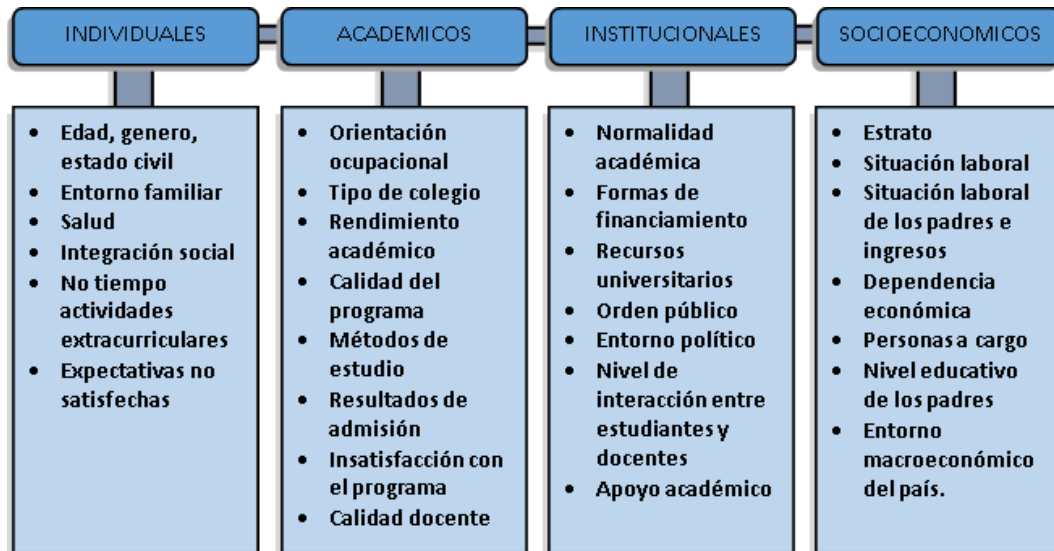 INDIVIDUALES
• Edad, genero,
estado civil
• Entorno familiar
• Salud
• Integración social
• No tiempo
actividades
extracurriculares
• Expectativas no
satisfechas
ACADEMICOS
• Orientación
ocupacional
• Tipo de colegio
• Rendimiento
académico
• Calidad del
programa
• Métodos de
estudio
• Resultados de
admisión
• Insatisfacción con
el programa
• Calidad docente
INSTITUCIONALES
• Normalidad
académica
• Formas de
financiamiento
• Recursos
universitarios
• Orden público
• Entorno político
• Nivel de
interacción entre
estudiantes y
docentes
• Apoyo académico
SOCIOECONOMICOS
• Estrato
• Situación laboral
• Situación laboral
de los padres e
ingresos
• Dependencia
económica
• Personas a cargo
• Nivel educativo
de los padres
• Entorno
macroeconómico
del país.